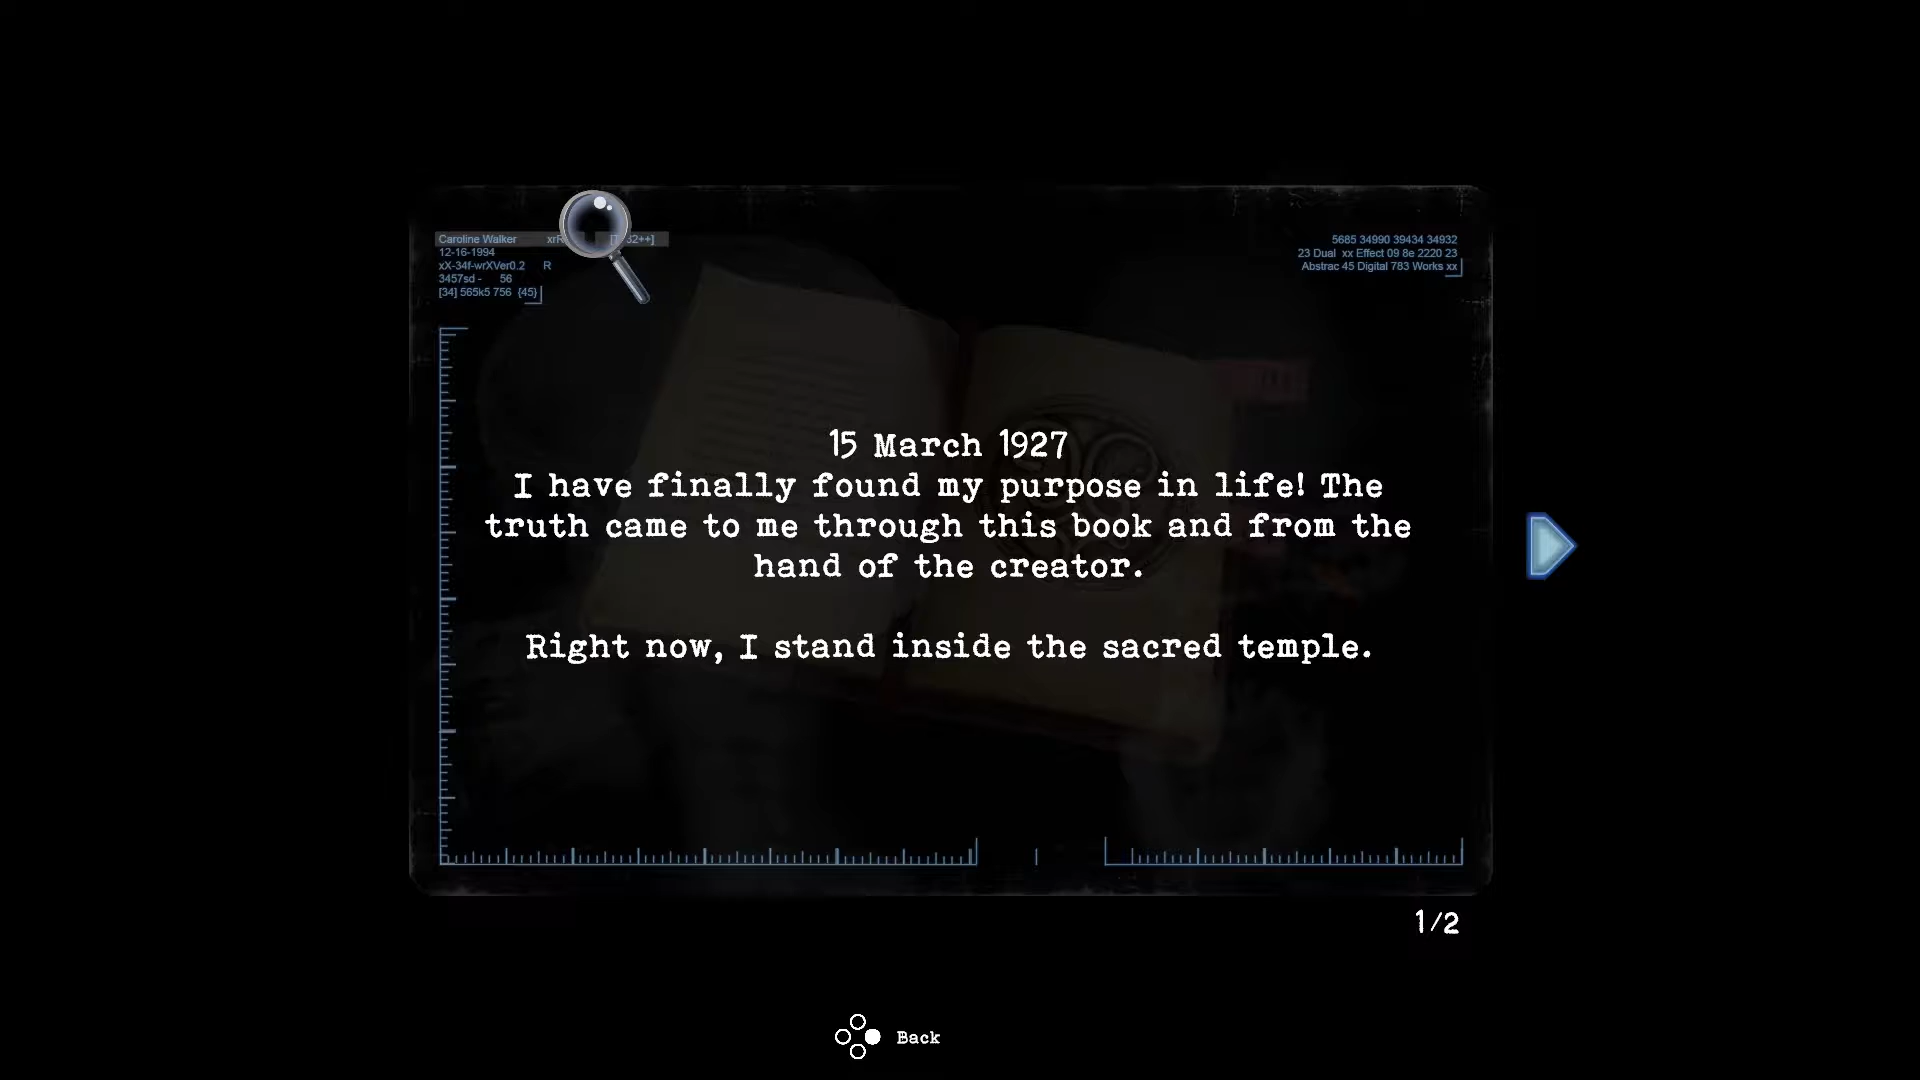 Caroline Walker
12-16-1994
xX-34f-wrXVer0.2 R
3457sd - 56
[34] 565k5 756 {45}
5685 34990 39434 34932
23 Dual xx Effect 09 8e 2220 23
Abstrac 45 Digital 783 Works xx
15 March 1927
I have finally found my purpose in life! The
truth came to me through this book and from the
hand of the creator.
Right now, I stand inside the sacred temple.
1/2
Back